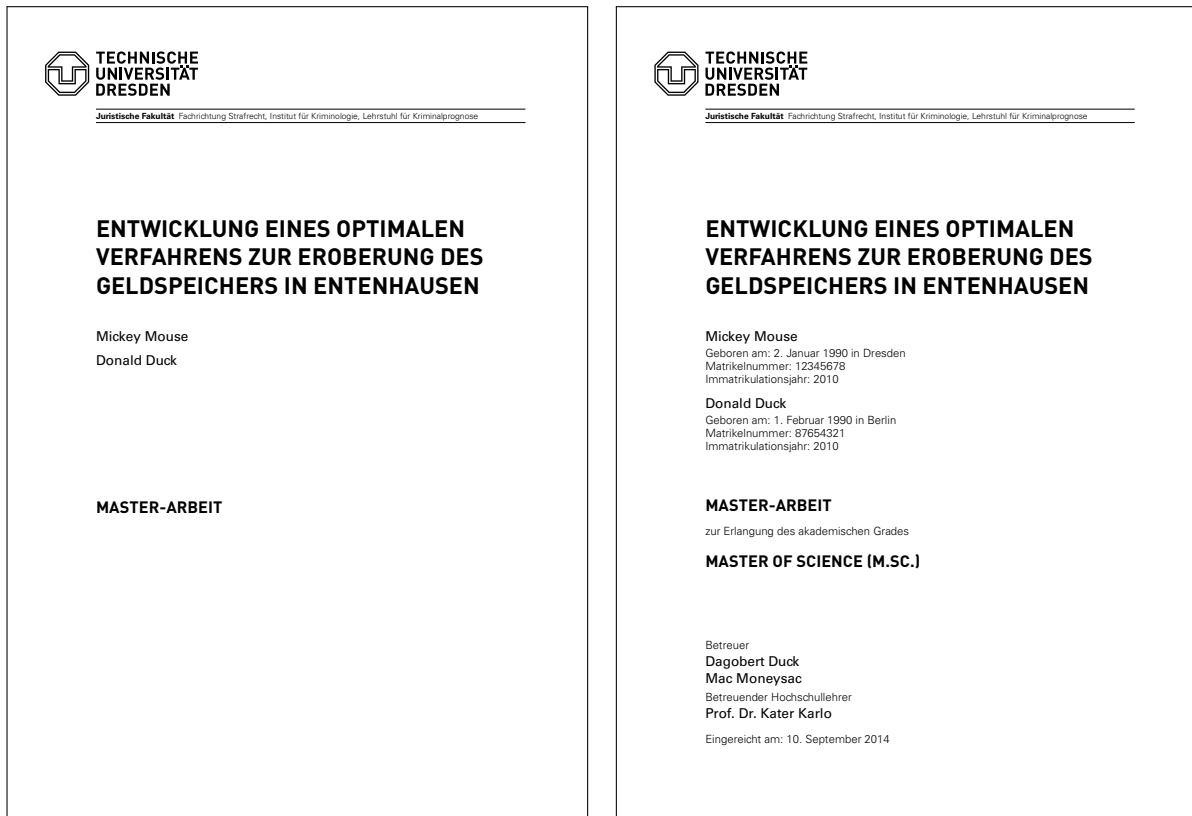 TECHNISCHE
UNIVERSITÄT
DRESDEN
Juristische Fakultät Fachrichtung Strafrecht, Institut für Kriminologie, Lehrstuhl für Kriminalprognose
ENTWICKLUNG EINES OPTIMALEN
VERFAHRENS ZUR EROBERUNG DES
GELDSPEICHERS IN ENTENHAUSEN
Mickey Mouse
Donald Duck
MASTER-ARBEIT
TECHNISCHE
UNIVERSITÄT
DRESDEN
Juristische Fakultät Fachrichtung Strafrecht, Institut für Kriminologie, Lehrstuhl für Kriminalprognose
ENTWICKLUNG EINES OPTIMALEN
VERFAHRENS ZUR EROBERUNG DES
GELDSPEICHERS IN ENTENHAUSEN
Mickey Mouse
Geboren am: 2. Januar 1990 in Dresden
Matrikelnummer: 12345678
Immatrikulationsjahr: 2010
Donald Duck
Geboren am: 1. Februar 1990 in Berlin
Matrikelnummer: 87654321
Immatrikulationsjahr: 2010
MASTER-ARBEIT
zur Erlangung des akademischen Grades
MASTER OF SCIENCE (M.SC.)
Betreuer
Dagobert Duck
Mac Moneysac
Betreuender Hochschullehrer
Prof. Dr. Kater Karlo
Eingereicht am: 10. September 2014